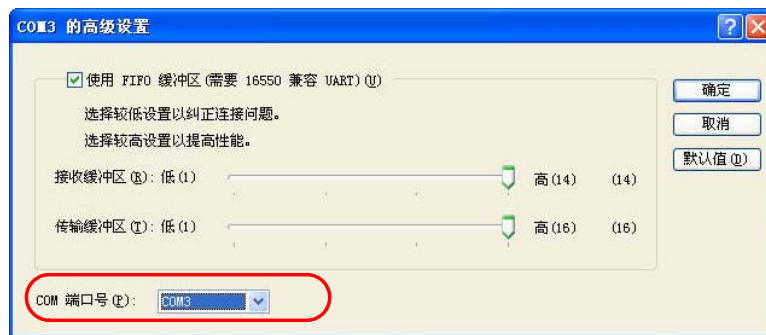 COM3 的高级设置
使用 FIFO 缓冲区(需要 16550 兼容 UART)(U)
确定
选择较低设置以纠正连接问题。
取消
选择较高设置以提高性能。
默认值(D)
接收缓冲区(R): 低(1) 高(14) (14)
传输缓冲区(T): 低(1) 高(16) (16)
COM 端口号(P): COM3